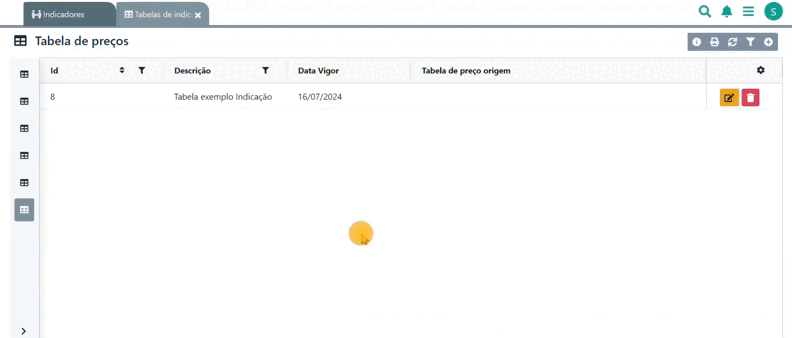 Indicadores
Tabelas de indic
S
Tabela de preços
Id Descrição Data Vigor Tabela de preço origem
8 Tabela exemplo Indicação 16/07/2024